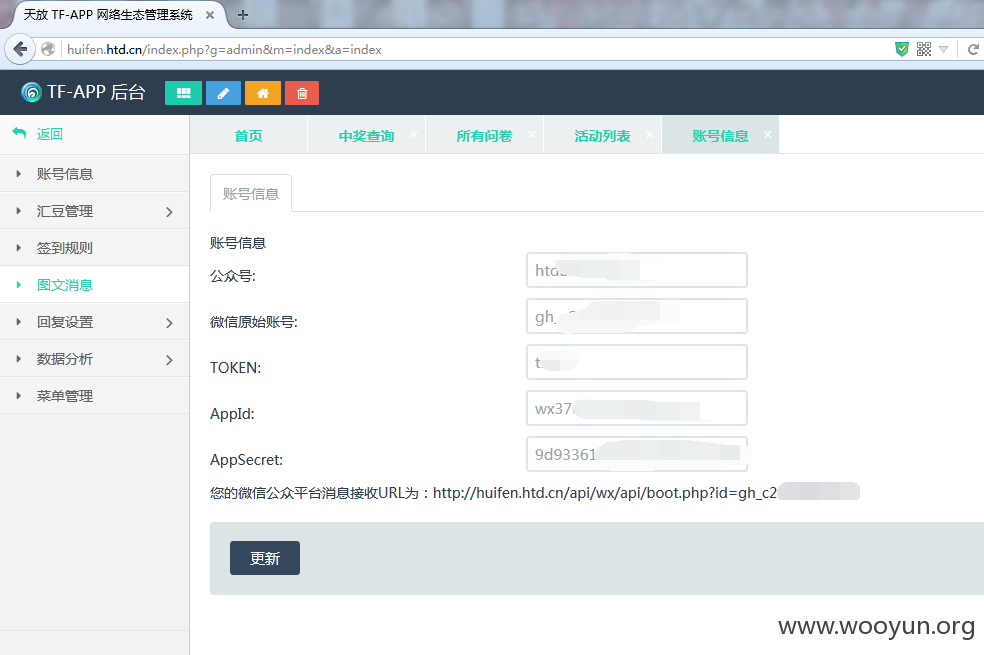 天放 TF-APP 网络生态管理系统
huifen.htd.cn/index.php?g=admin&m=index&a=index
TF-APP 后台
返回
首页 中奖查询 所有问卷 活动列表 账号信息
账号信息
汇豆管理
签到规则
图文消息
回复设置
数据分析
菜单管理
账号信息
账号信息
公众号: htd
微信原始账号: gh_
TOKEN: t
AppId: wx37
AppSecret: 9d93361
您的微信公众平台消息接收URL为：http://huifen.htd.cn/api/wx/api/boot.php?id=gh_c2
更新
www.wooyun.org